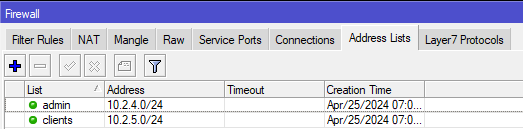 Firewall
Filter Rules NAT Mangle Raw Service Ports Connections Address Lists Layer7 Protocols
List Address Timeout Creation Time
admin 10.2.4.0/24 Apr/25/2024 07:0...
clients 10.2.5.0/24 Apr/25/2024 07:0...